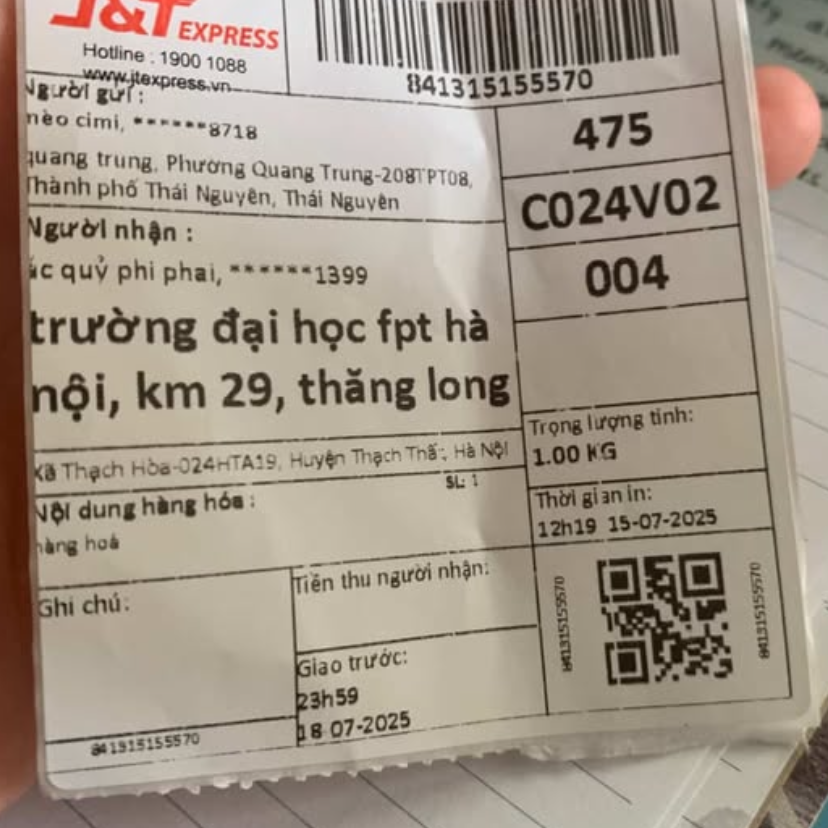 J&T EXPRESS
Hotline : 1900 1088
www.jtexpress.vn
841315155570
Người gửi :
mèo cimi, ******8718
quang trung, Phường Quang Trung-208TPT08,
Thành phố Thái Nguyên, Thái Nguyên
475
C024V02
004
Người nhận :
ác quỷ phi phai, ******1399
trường đại học fpt hà
nội, km 29, thăng long
Xã Thạch Hòa-024HTA19, Huyện Thạch Thất, Hà Nội
Trọng lượng tính:
1.00 KG
Nội dung hàng hóa :
SL: 1
hàng hoá
Thời gian in:
12h19 15-07-2025
Ghi chú:
Tiền thu người nhận:
Giao trước:
23h59
18-07-2025
841315155570
841315155570
841315155570